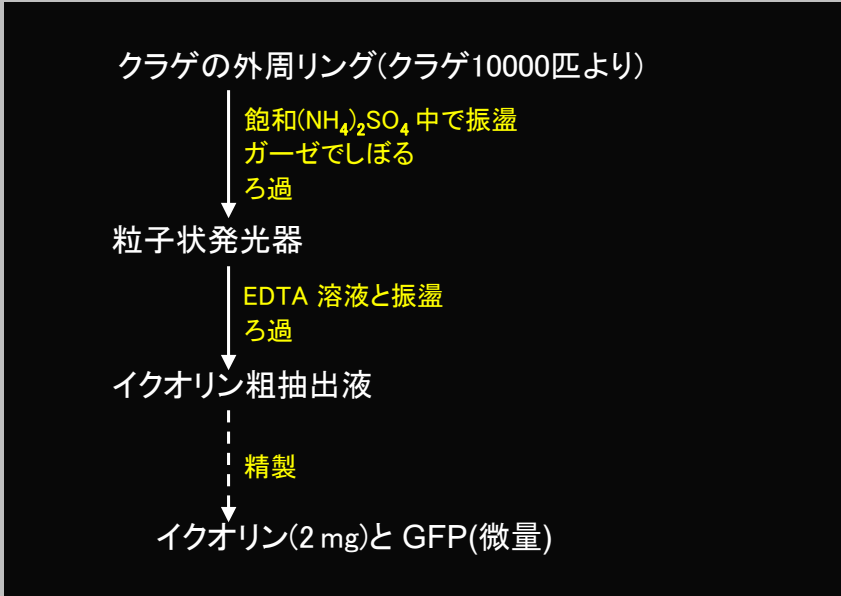 クラゲの外周リング(クラゲ10000匹より)
飽和(NH₄)₂SO₄ 中で振盪
ガーゼでしぼる
ろ過
粒子状発光器
EDTA 溶液と振盪
ろ過
イクオリン粗抽出液
精製
イクオリン(2 mg)と GFP(微量)